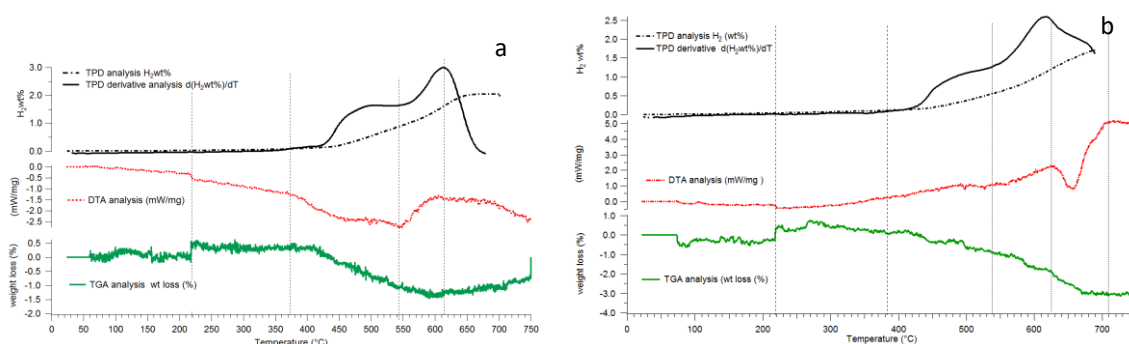 a
TPD analysis H2wt%
TPD derivative analysis d(H2wt%)/dT
H2wt%
3.0
2.0
1.0
0.0
(mW/mg)
0.0
-0.5
-1.0
-1.5
-2.0
-2.5
DTA analysis (mW/mg)
weight loss (%)
0.5
0.0
-0.5
-1.0
-1.5
-2.0
TGA analysis wt loss (%)
0 50 100 150 200 250 300 350 400 450 500 550 600 650 700 750
Temperature (°C)
b
TPD analysis H2 (wt%)
TPD derivative d(H2wt%)/dT
H2 wt%
2.5
2.0
1.5
1.0
0.5
0.0
(mW/mg)
5.0
4.0
3.0
2.0
1.0
0.0
DTA analysis (mW/mg )
weight loss (%)
1.0
0.0
-1.0
-2.0
-3.0
-4.0
TGA analysis (wt loss (%)
0 100 200 300 400 500 600 700
Temperature (°C)